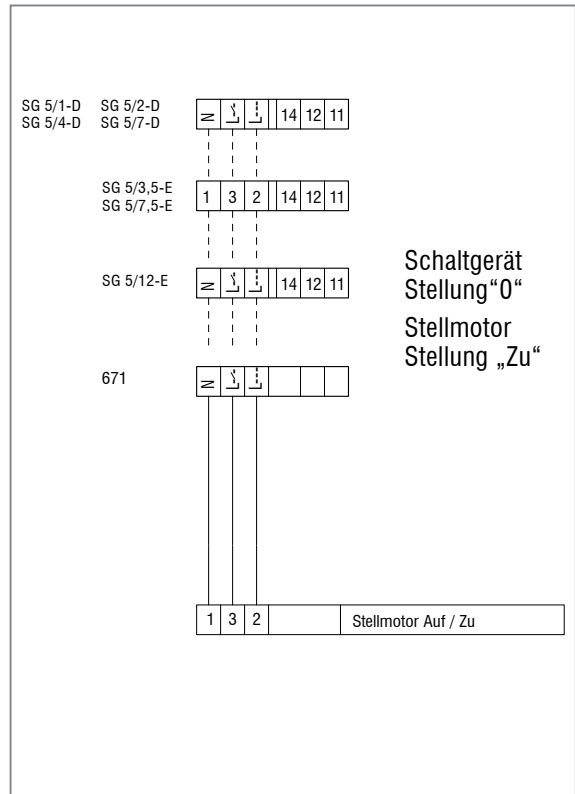 SG 5/1-D SG 5/2-D
SG 5/4-D SG 5/7-D
N L L 14 12 11
SG 5/3,5-E
SG 5/7,5-E
1 3 2 14 12 11
SG 5/12-E
N L L 14 12 11
Schaltgerät
Stellung“0“
Stellmotor
Stellung „Zu“
671
N L L
1 3 2 Stellmotor Auf / Zu